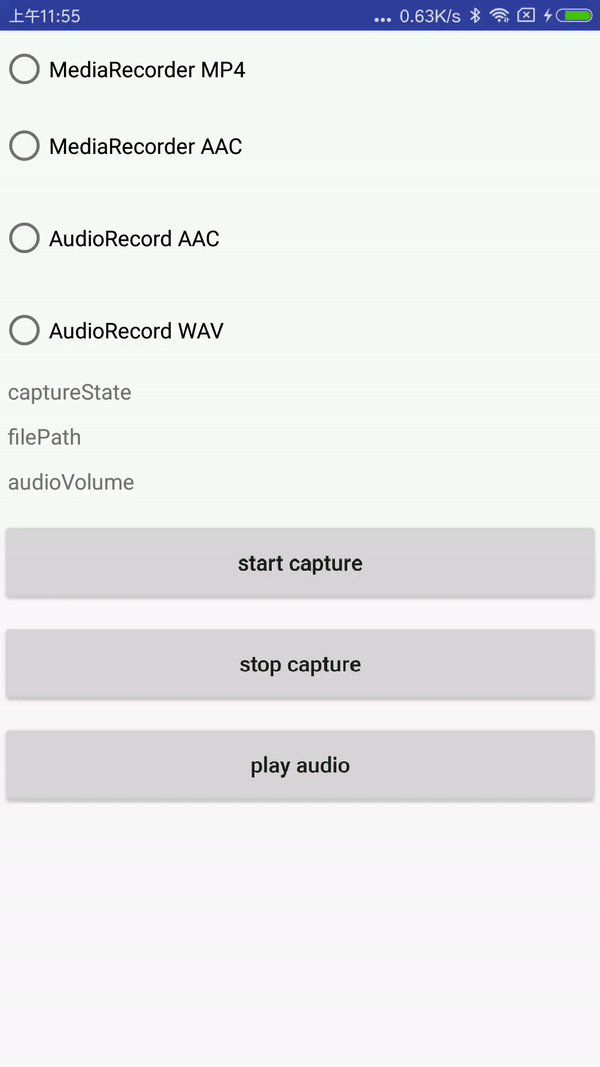 上午11:55 ... 0.63K/s
MediaRecorder MP4
MediaRecorder AAC
AudioRecord AAC
AudioRecord WAV
captureState
filePath
audioVolume
start capture
stop capture
play audio